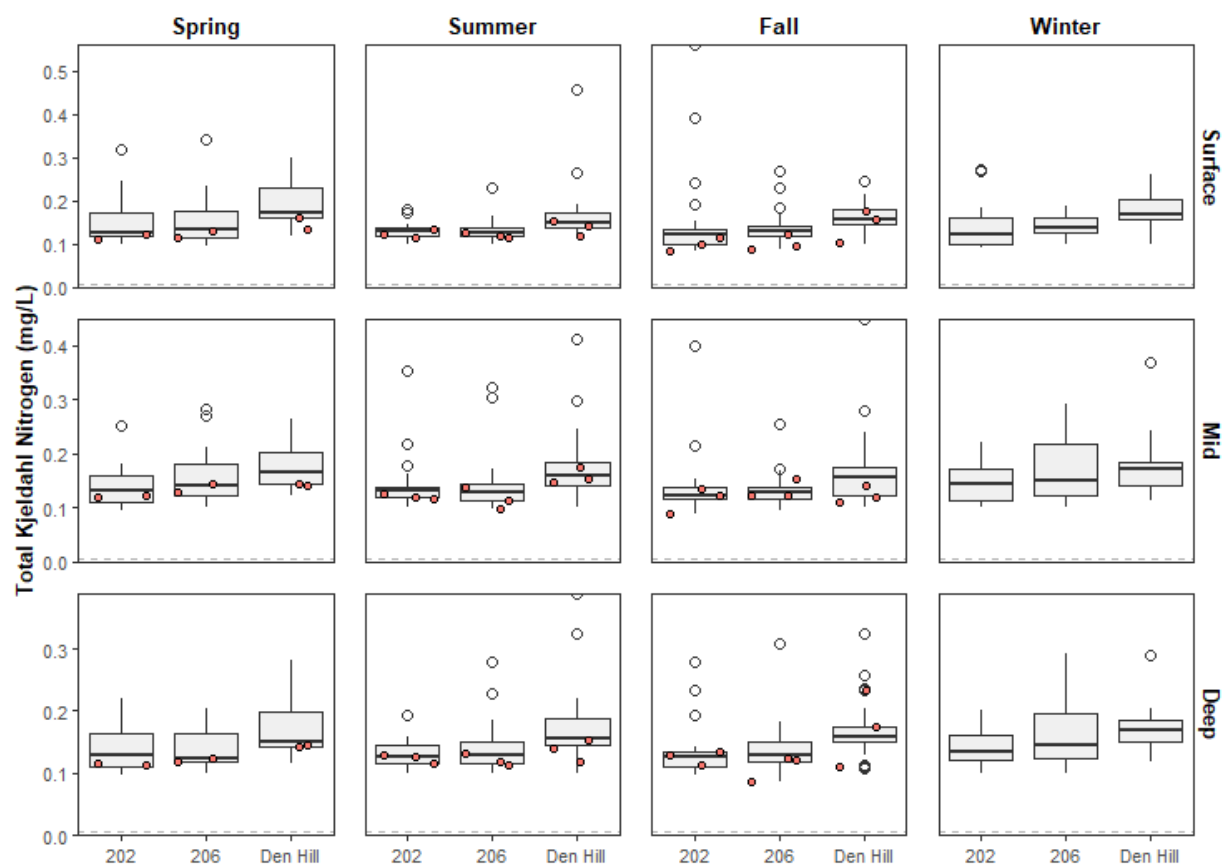 Spring Summer Fall Winter
Total Kjeldahl Nitrogen (mg/L)
0.5
0.4
0.3
0.2
0.1
0.0
Surface
0.4
0.3
0.2
0.1
0.0
Mid
0.3
0.2
0.1
0.0
Deep
202 206 Den Hill 202 206 Den Hill 202 206 Den Hill 202 206 Den Hill